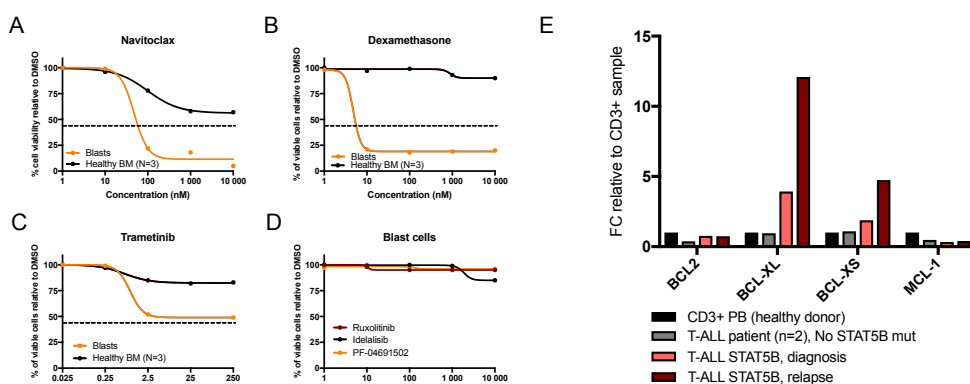 A
Navitoclax
% cell viability relative to DMSO
100
75
50
25
0
Blasts
Healthy BM (N=3)
1 10 100 1 000 10 000
Concentration (nM)
B
Dexamethasone
% of viable cells relative to DMSO
100
75
50
25
0
Blasts
Healthy BM (N=3)
1 10 100 1 000 10 000
Concentration (nM)
C
Trametinib
% of viable cells relative to DMSO
100
75
50
25
0
Blasts
Healthy BM (N=3)
0.025 0.25 2.5 25 250
D
Blast cells
% of viable cells relative to DMSO
100
75
50
25
0
Ruxolitinib
Idelalisib
PF-04691502
1 10 100 1 000 10 000
E
FC relative to CD3+ sample
15
10
5
0
BCL2
BCL-XL
BCL-XS
MCL-1
CD3+ PB (healthy donor)
T-ALL patient (n=2), No STAT5B mut
T-ALL STAT5B, diagnosis
T-ALL STAT5B, relapse